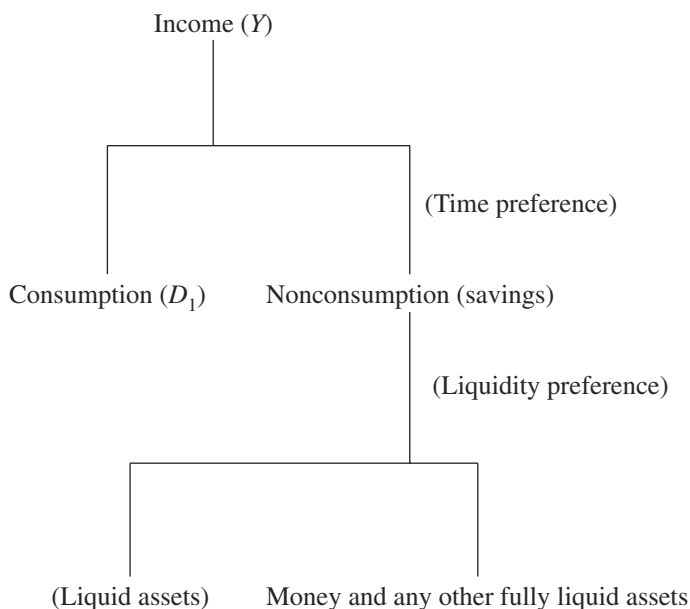 Income (Y)
(Time preference)
Consumption (D1)
Nonconsumption (savings)
(Liquidity preference)
(Liquid assets)
Money and any other fully liquid assets